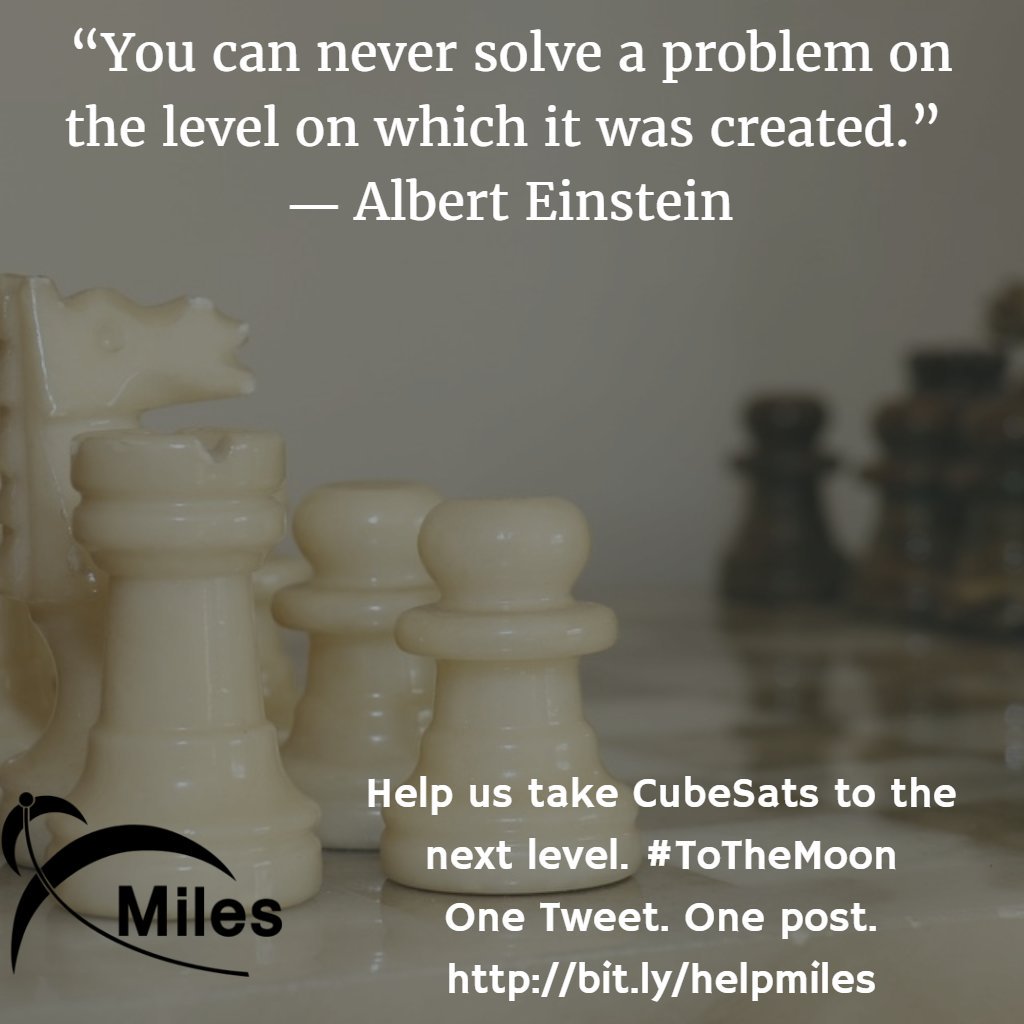 “You can never solve a problem on
the level on which it was created.”
— Albert Einstein
Help us take CubeSats to the
next level. #ToTheMoon
One Tweet. One post.
http://bit.ly/helpmiles
Miles